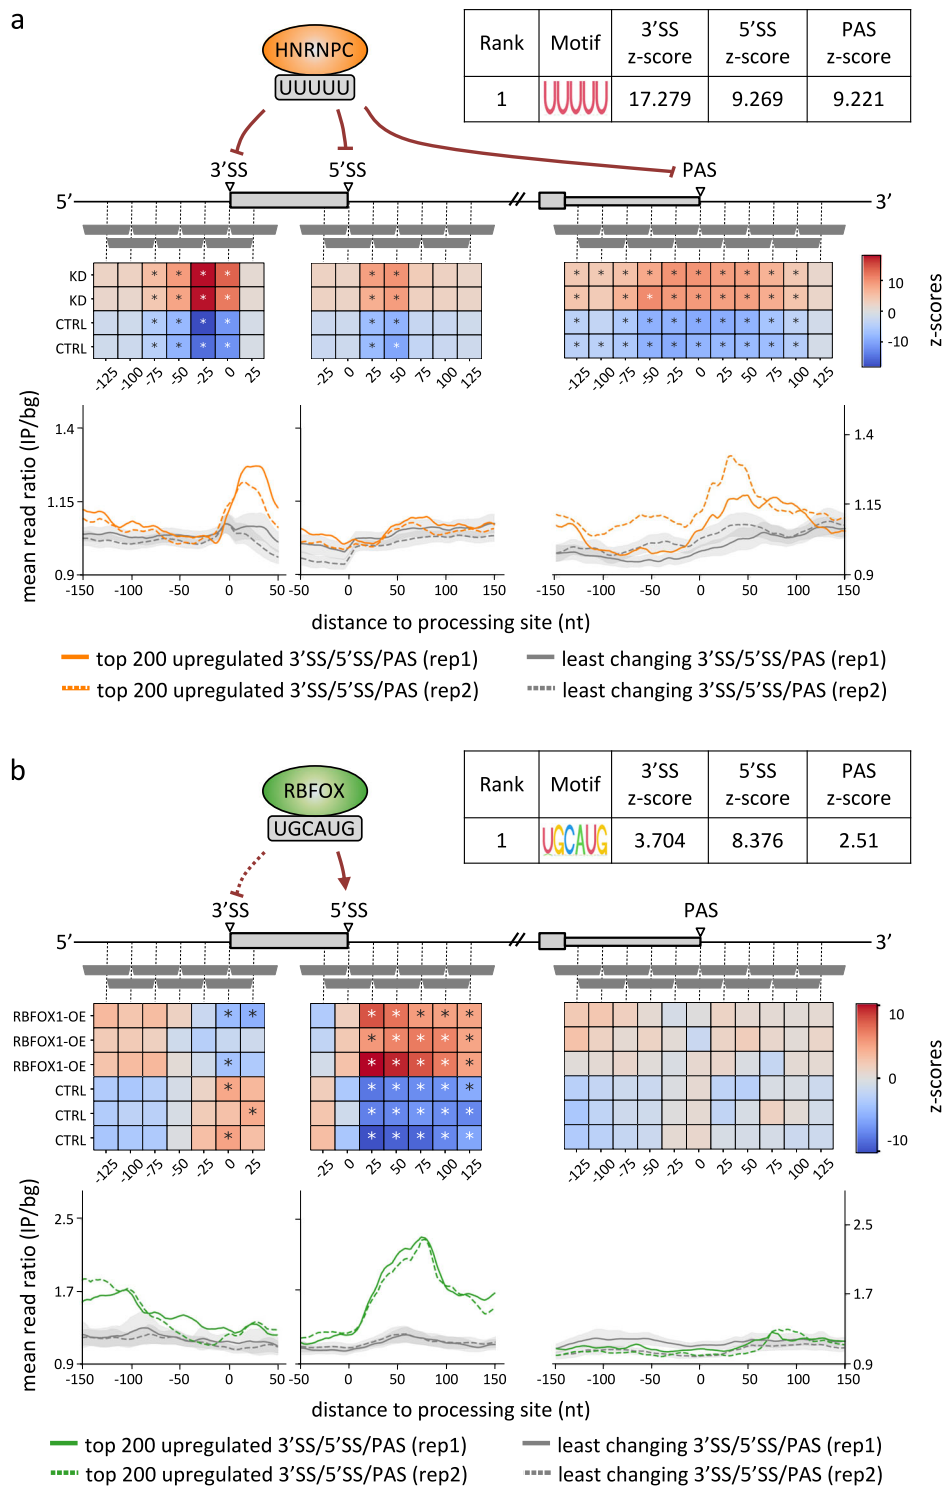 a
HNRNPC
UUUUU
Rank Motif 3’SS z-score 5’SS z-score PAS z-score
1 UUUUU 17.279 9.269 9.221
3’SS 5’SS PAS
5’ // 3’
KD
KD
CTRL
CTRL
* * * *
* * * *
* * * *
* * * *
* *
* *
* *
* *
* * * * * * * * * *
* * * * * * * * * *
* * * * * * * * * *
* * * * * * * * * *
10
0
-10
z-scores
-125 -100 -75 -50 -25 0 25
-25 0 25 50 75 100 125
-125 -100 -75 -50 -25 0 25 50 75 100 125
mean read ratio (IP/bg)
1.4
1.15
0.9
1.4
1.15
0.9
-150 -100 -50 0 50
-50 0 50 100 150
-150 -100 -50 0 50 100 150
distance to processing site (nt)
top 200 upregulated 3’SS/5’SS/PAS (rep1)
least changing 3’SS/5’SS/PAS (rep1)
top 200 upregulated 3’SS/5’SS/PAS (rep2)
least changing 3’SS/5’SS/PAS (rep2)
b
RBFOX
UGCAUG
Rank Motif 3’SS z-score 5’SS z-score PAS z-score
1 UGCAUG 3.704 8.376 2.51
3’SS 5’SS PAS
5’ // 3’
RBFOX1-OE
RBFOX1-OE
RBFOX1-OE
CTRL
CTRL
CTRL
* *
*
*
*
*
* * * * *
* * * * *
* * * * *
* * * * *
* * * * *
* * * * *
10
0
-10
z-scores
-125 -100 -75 -50 -25 0 25
-25 0 25 50 75 100 125
-125 -100 -75 -50 -25 0 25 50 75 100 125
mean read ratio (IP/bg)
2.5
1.7
0.9
2.5
1.7
0.9
-150 -100 -50 0 50
-50 0 50 100 150
-150 -100 -50 0 50 100 150
distance to processing site (nt)
top 200 upregulated 3’SS/5’SS/PAS (rep1)
least changing 3’SS/5’SS/PAS (rep1)
top 200 upregulated 3’SS/5’SS/PAS (rep2)
least changing 3’SS/5’SS/PAS (rep2)